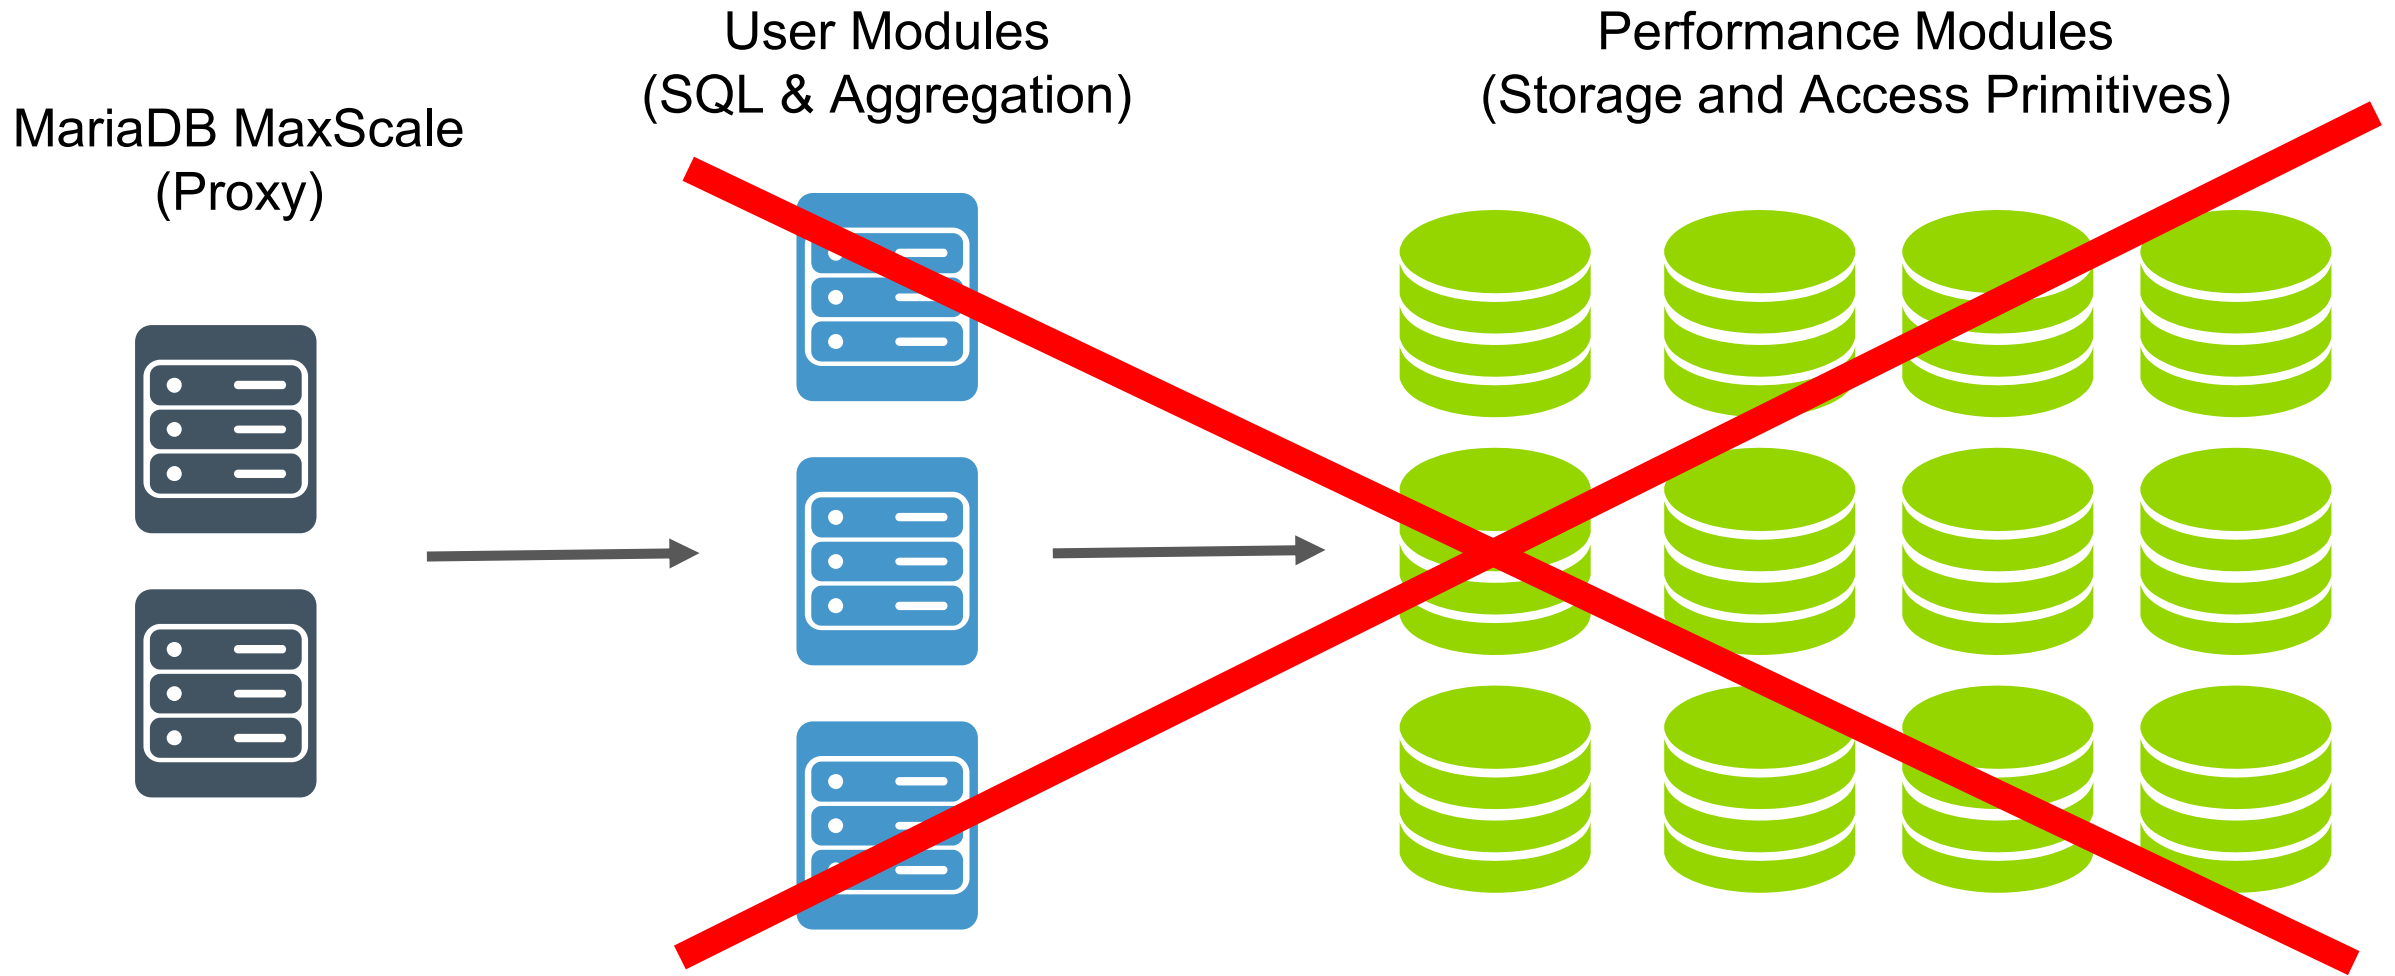 MariaDB MaxScale
(Proxy)
User Modules
(SQL & Aggregation)
Performance Modules
(Storage and Access Primitives)